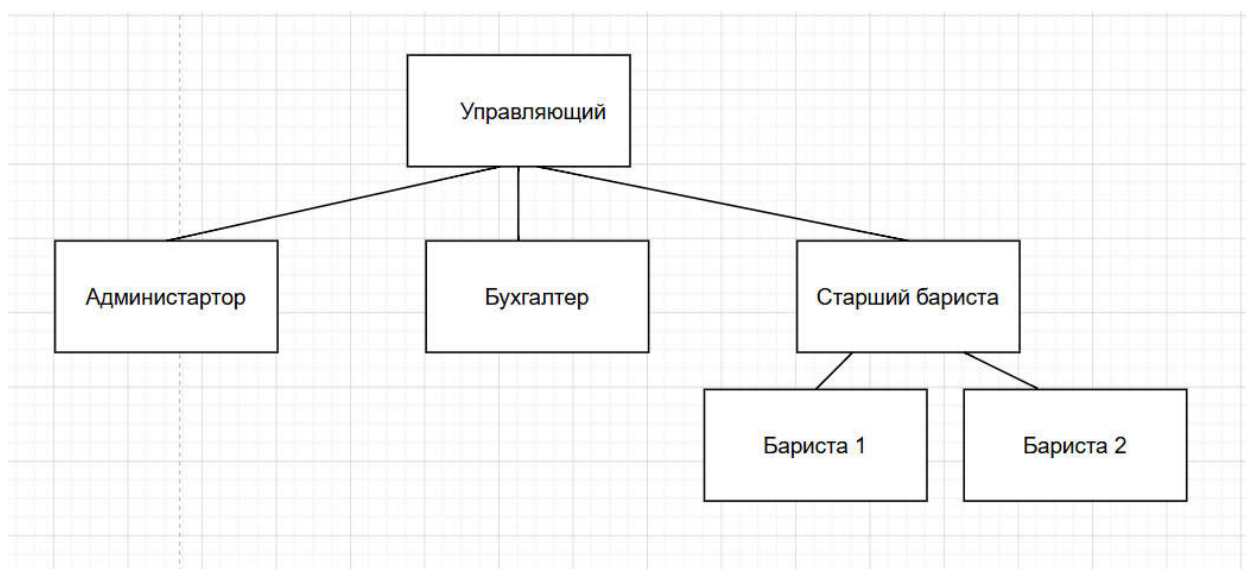 Управляющий
Администартор
Бухгалтер
Старший бариста
Бариста 1
Бариста 2